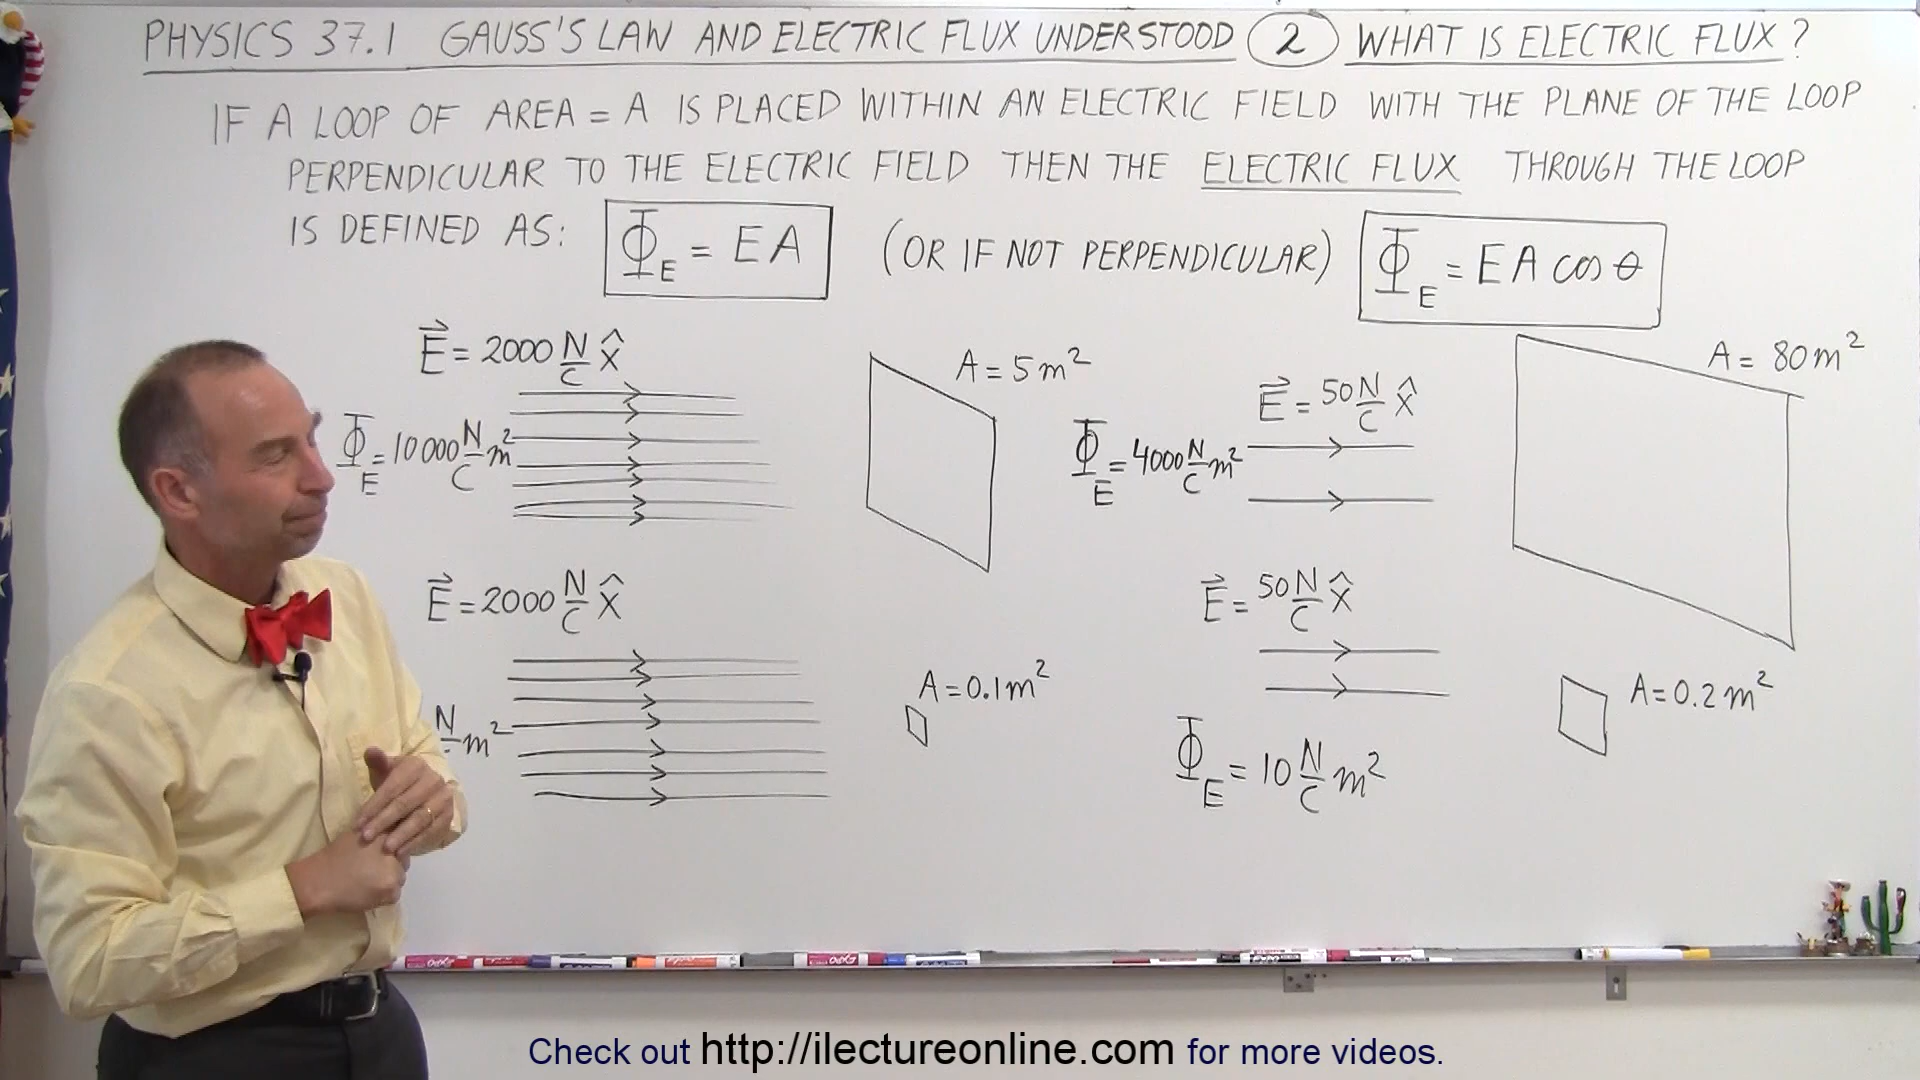 PHYSICS 37.1 GAUSS'S LAW AND ELECTRIC FLUX UNDERSTOOD 2 WHAT IS ELECTRIC FLUX?
IF A LOOP OF AREA = A IS PLACED WITHIN AN ELECTRIC FIELD WITH THE PLANE OF THE LOOP
PERPENDICULAR TO THE ELECTRIC FIELD THEN THE ELECTRIC FLUX THROUGH THE LOOP
IS DEFINED AS: Φ_E = EA (OR IF NOT PERPENDICULAR) Φ_E = EA cos θ
E⃗ = 2000 N/C x̂
A = 5 m²
Φ_E = 10 000 N/C m²
E⃗ = 50 N/C x̂
A = 80 m²
Φ_E = 4000 N/C m²
E⃗ = 2000 N/C x̂
A = 0.1 m²
N m²
E⃗ = 50 N/C x̂
A = 0.2 m²
Φ_E = 10 N/C m²
Check out http://ilectureonline.com for more videos.